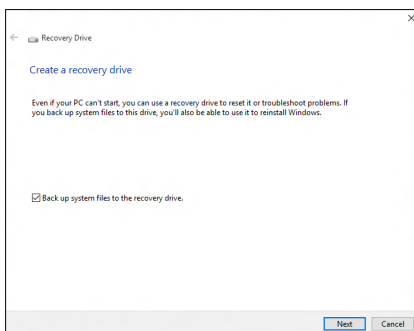 Recovery Drive
Create a recovery drive
Even if your PC can't start, you can use a recovery drive to reset it or troubleshoot problems. If
you back up system files to this drive, you'll also be able to use it to reinstall Windows.
Back up system files to the recovery drive.
Next Cancel